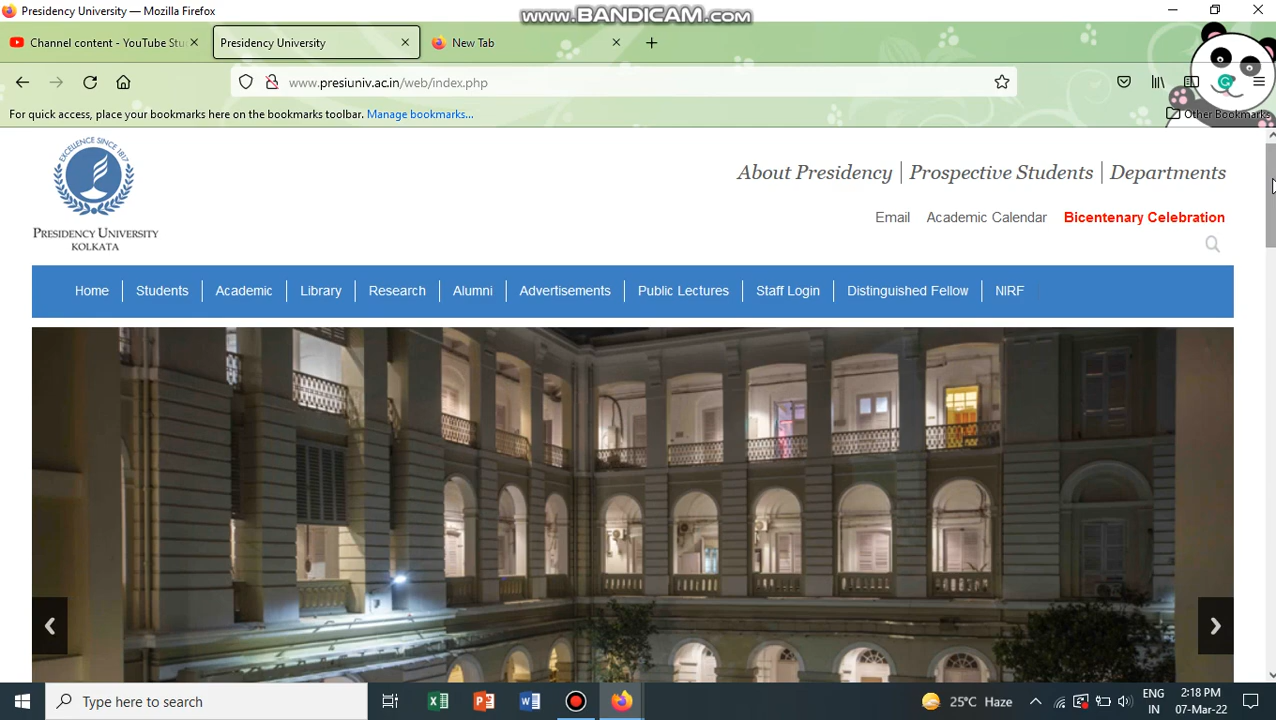 Presidency University — Mozilla Firefox
www.BANDICAM.com
Channel content - YouTube Stu
Presidency University
New Tab
www.presiuniv.ac.in/web/index.php
For quick access, place your bookmarks here on the bookmarks toolbar. Manage bookmarks...
Other Bookmarks
EXCELLENCE SINCE 1817
PRESIDENCY UNIVERSITY
KOLKATA
About Presidency | Prospective Students | Departments
Email Academic Calendar Bicentenary Celebration
Home Students Academic Library Research Alumni Advertisements Public Lectures Staff Login Distinguished Fellow NIRF
Type here to search
25°C Haze
ENG
IN
2:18 PM
07-Mar-22